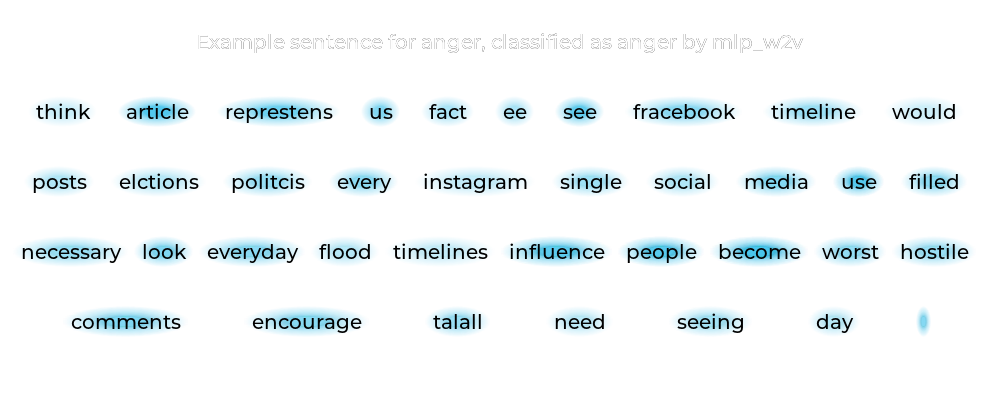 Example sentence for anger, classified as anger by mlp_w2v
think article represtens us fact ee see fracebook timeline would
posts elctions politcis every instagram single social media use filled
necessary look everyday flood timelines influence people become worst hostile
comments encourage talall need seeing day